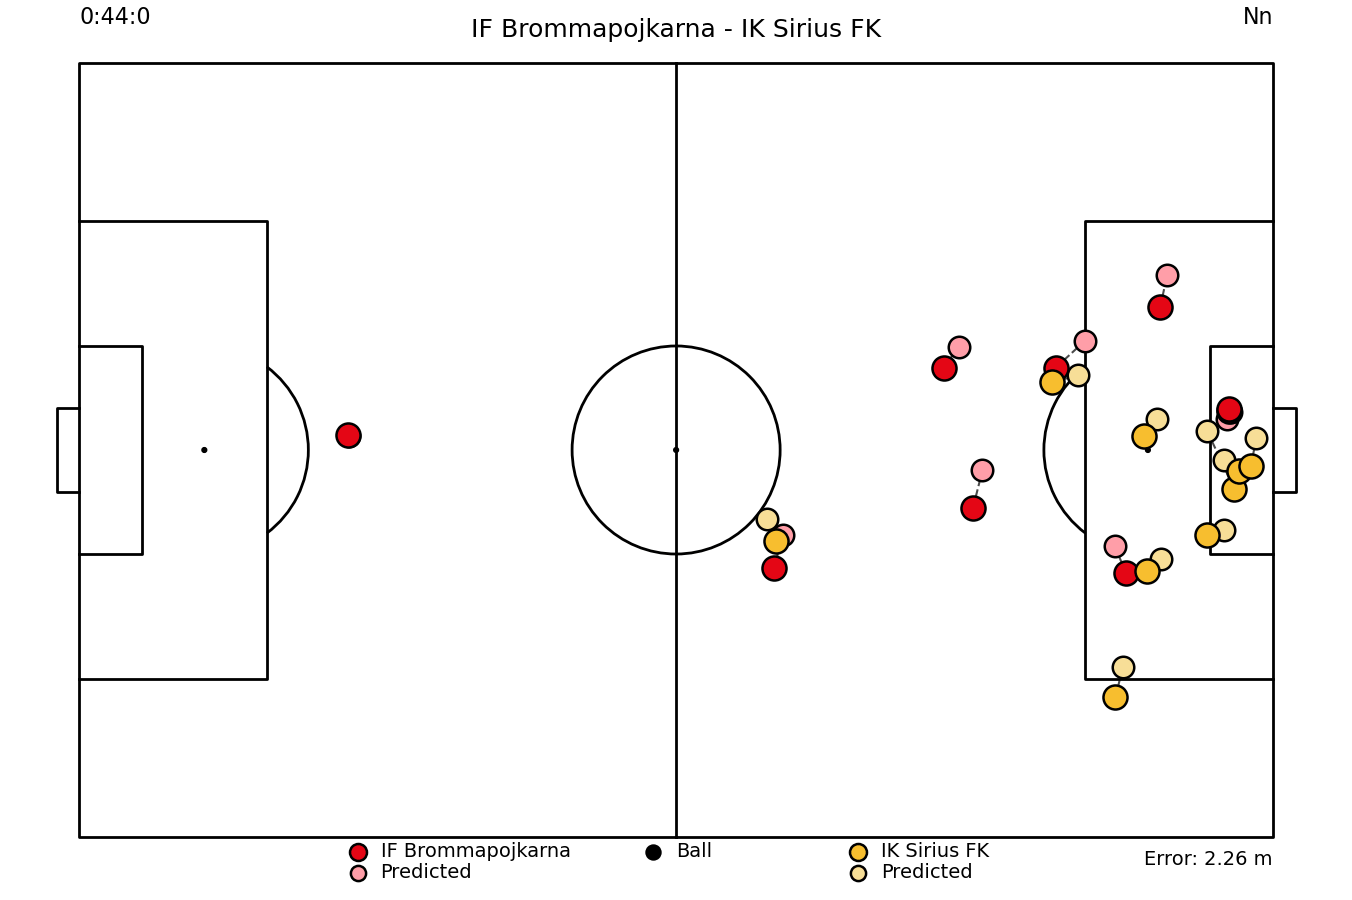 0:44:0
Nn
IF Brommapojkarna - IK Sirius FK
IF Brommapojkarna
Ball
IK Sirius FK
Predicted
Predicted
Error: 2.26 m